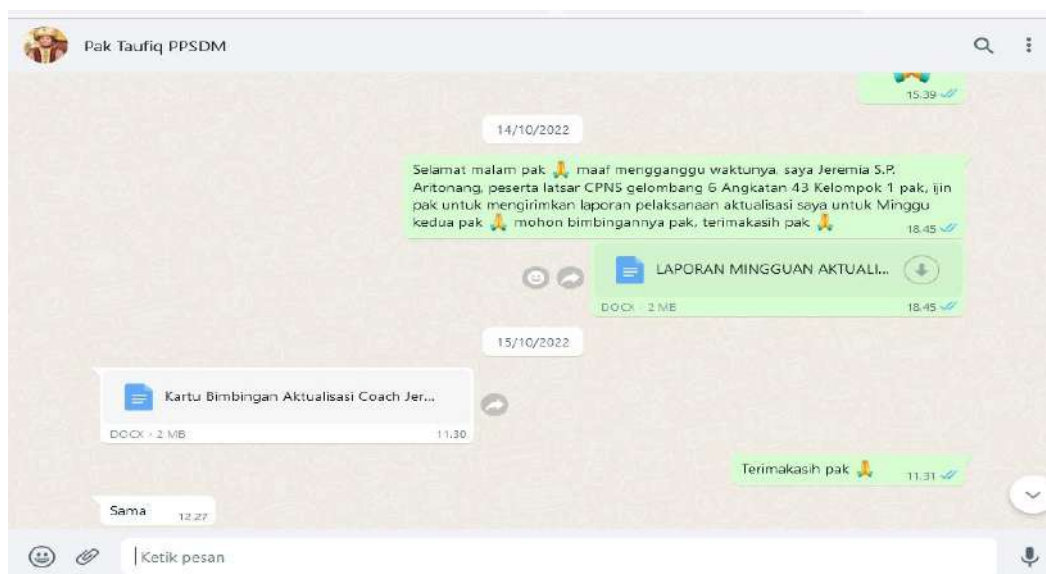 Pak Taufiq PPSDM
15.39
14/10/2022
Selamat malam pak 🙏 maaf mengganggu waktunya, saya Jeremia S.P.
Aritonang, peserta latsar CPNS gelombang 6 Angkatan 43 Kelompok 1 pak, ijin
pak untuk mengirimkan laporan pelaksanaan aktualisasi saya untuk Minggu
kedua pak 🙏 mohon bimbingannya pak, terimakasih pak 🙏
18.45
LAPORAN MINGGUAN AKTUALI...
DOCX • 2 MB 18.45
15/10/2022
Kartu Bimbingan Aktualisasi Coach Jer...
DOCX • 2 MB 11.30
Terimakasih pak 🙏 11.31
Sama 12.27
Ketik pesan